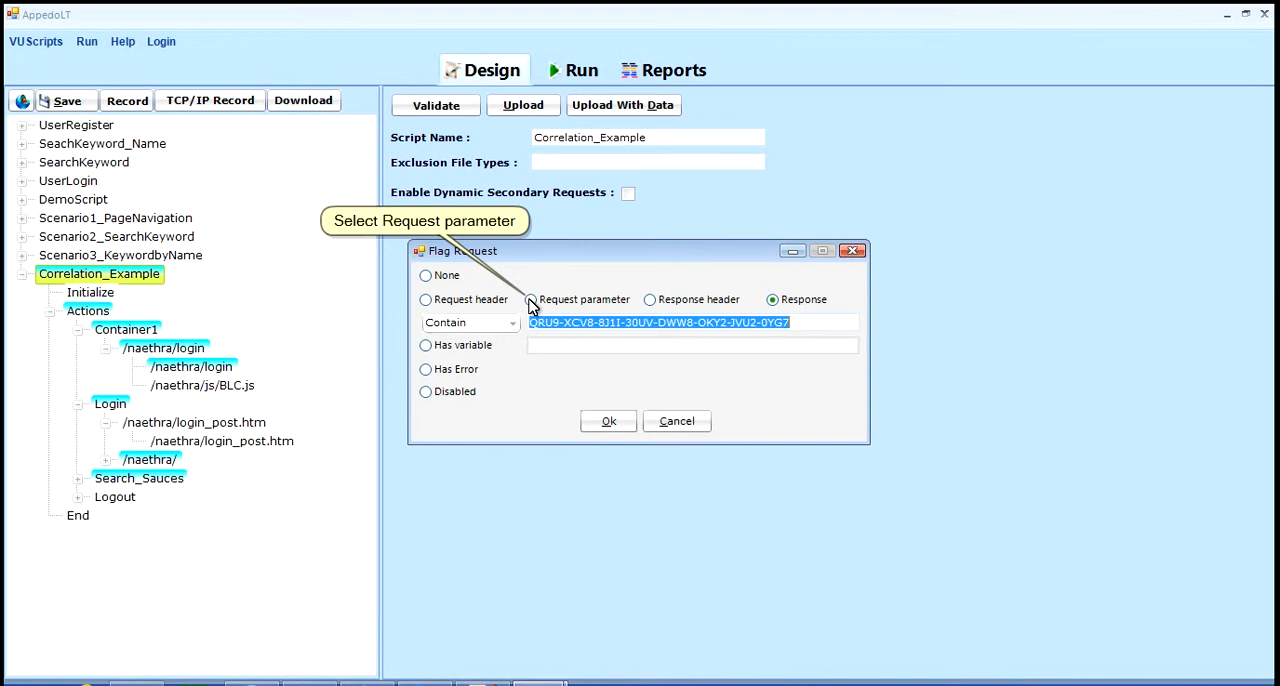 AppedoLT
VUScripts Run Help Login
Design Run Reports
Save Record TCP/IP Record Download
Validate Upload Upload With Data
UserRegister
SeachKeyword_Name
SearchKeyword
UserLogin
DemoScript
Scenario1_PageNavigation
Scenario2_SearchKeyword
Scenario3_KeywordbyName
Correlation_Example
Initialize
Actions
Container1
/naethra/login
/naethra/login
/naethra/js/BLC.js
Login
/naethra/login_post.htm
/naethra/login_post.htm
/naethra/
Search_Sauces
Logout
End
Script Name : Correlation_Example
Exclusion File Types :
Enable Dynamic Secondary Requests :
Select Request parameter
Flag Request
None
Request header Request parameter Response header Response
Contain QRU9-XCV8-8J1I-30UV-DWW8-OKY2-JVU2-0YG7
Has variable
Has Error
Disabled
Ok Cancel